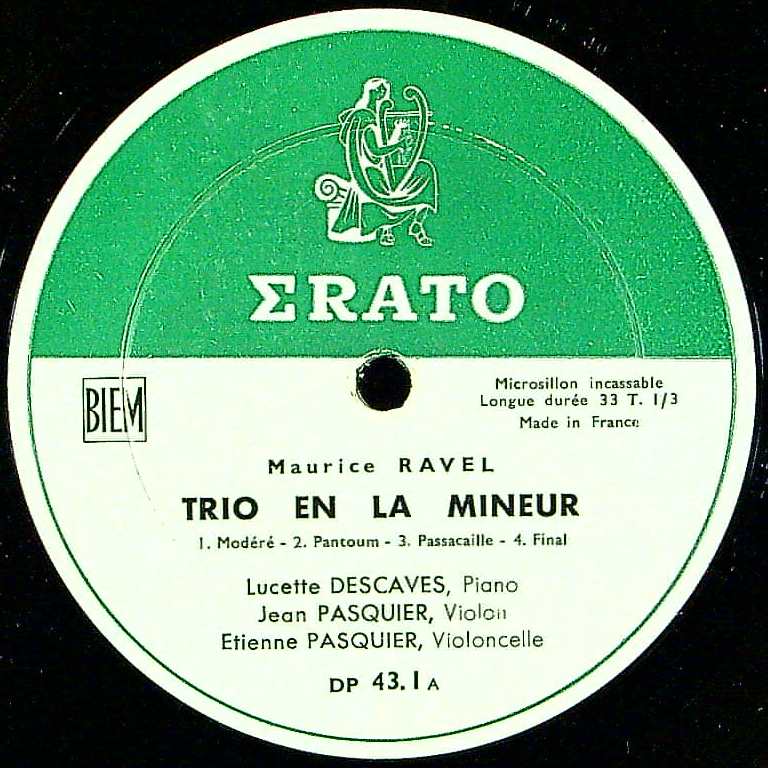 ΣRATO
BIEM
Microsillon incassable
Longue durée 33 T. 1/3
Made in France
Maurice RAVEL
TRIO EN LA MINEUR
1. Modéré - 2. Pantoum - 3. Passacaille - 4. Final
Lucette DESCAVES, Piano
Jean PASQUIER, Violon
Etienne PASQUIER, Violoncelle
DP 43.1 A